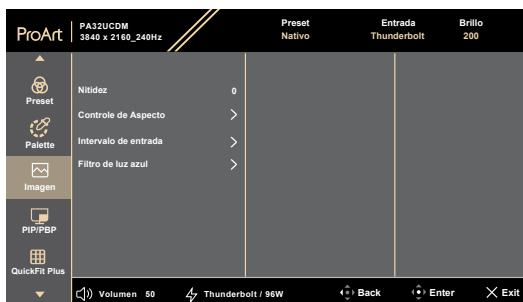 ProArt
PA32UCDM
3840 x 2160_240Hz
Preset
Nativo
Entrada
Thunderbolt
Brillo
200
Preset
Palette
Imagen
PIP/PBP
QuickFit Plus
Nitidez 0
Controle de Aspecto
Intervalo de entrada
Filtro de luz azul
Volumen 50
Thunderbolt / 96W
Back
Enter
Exit